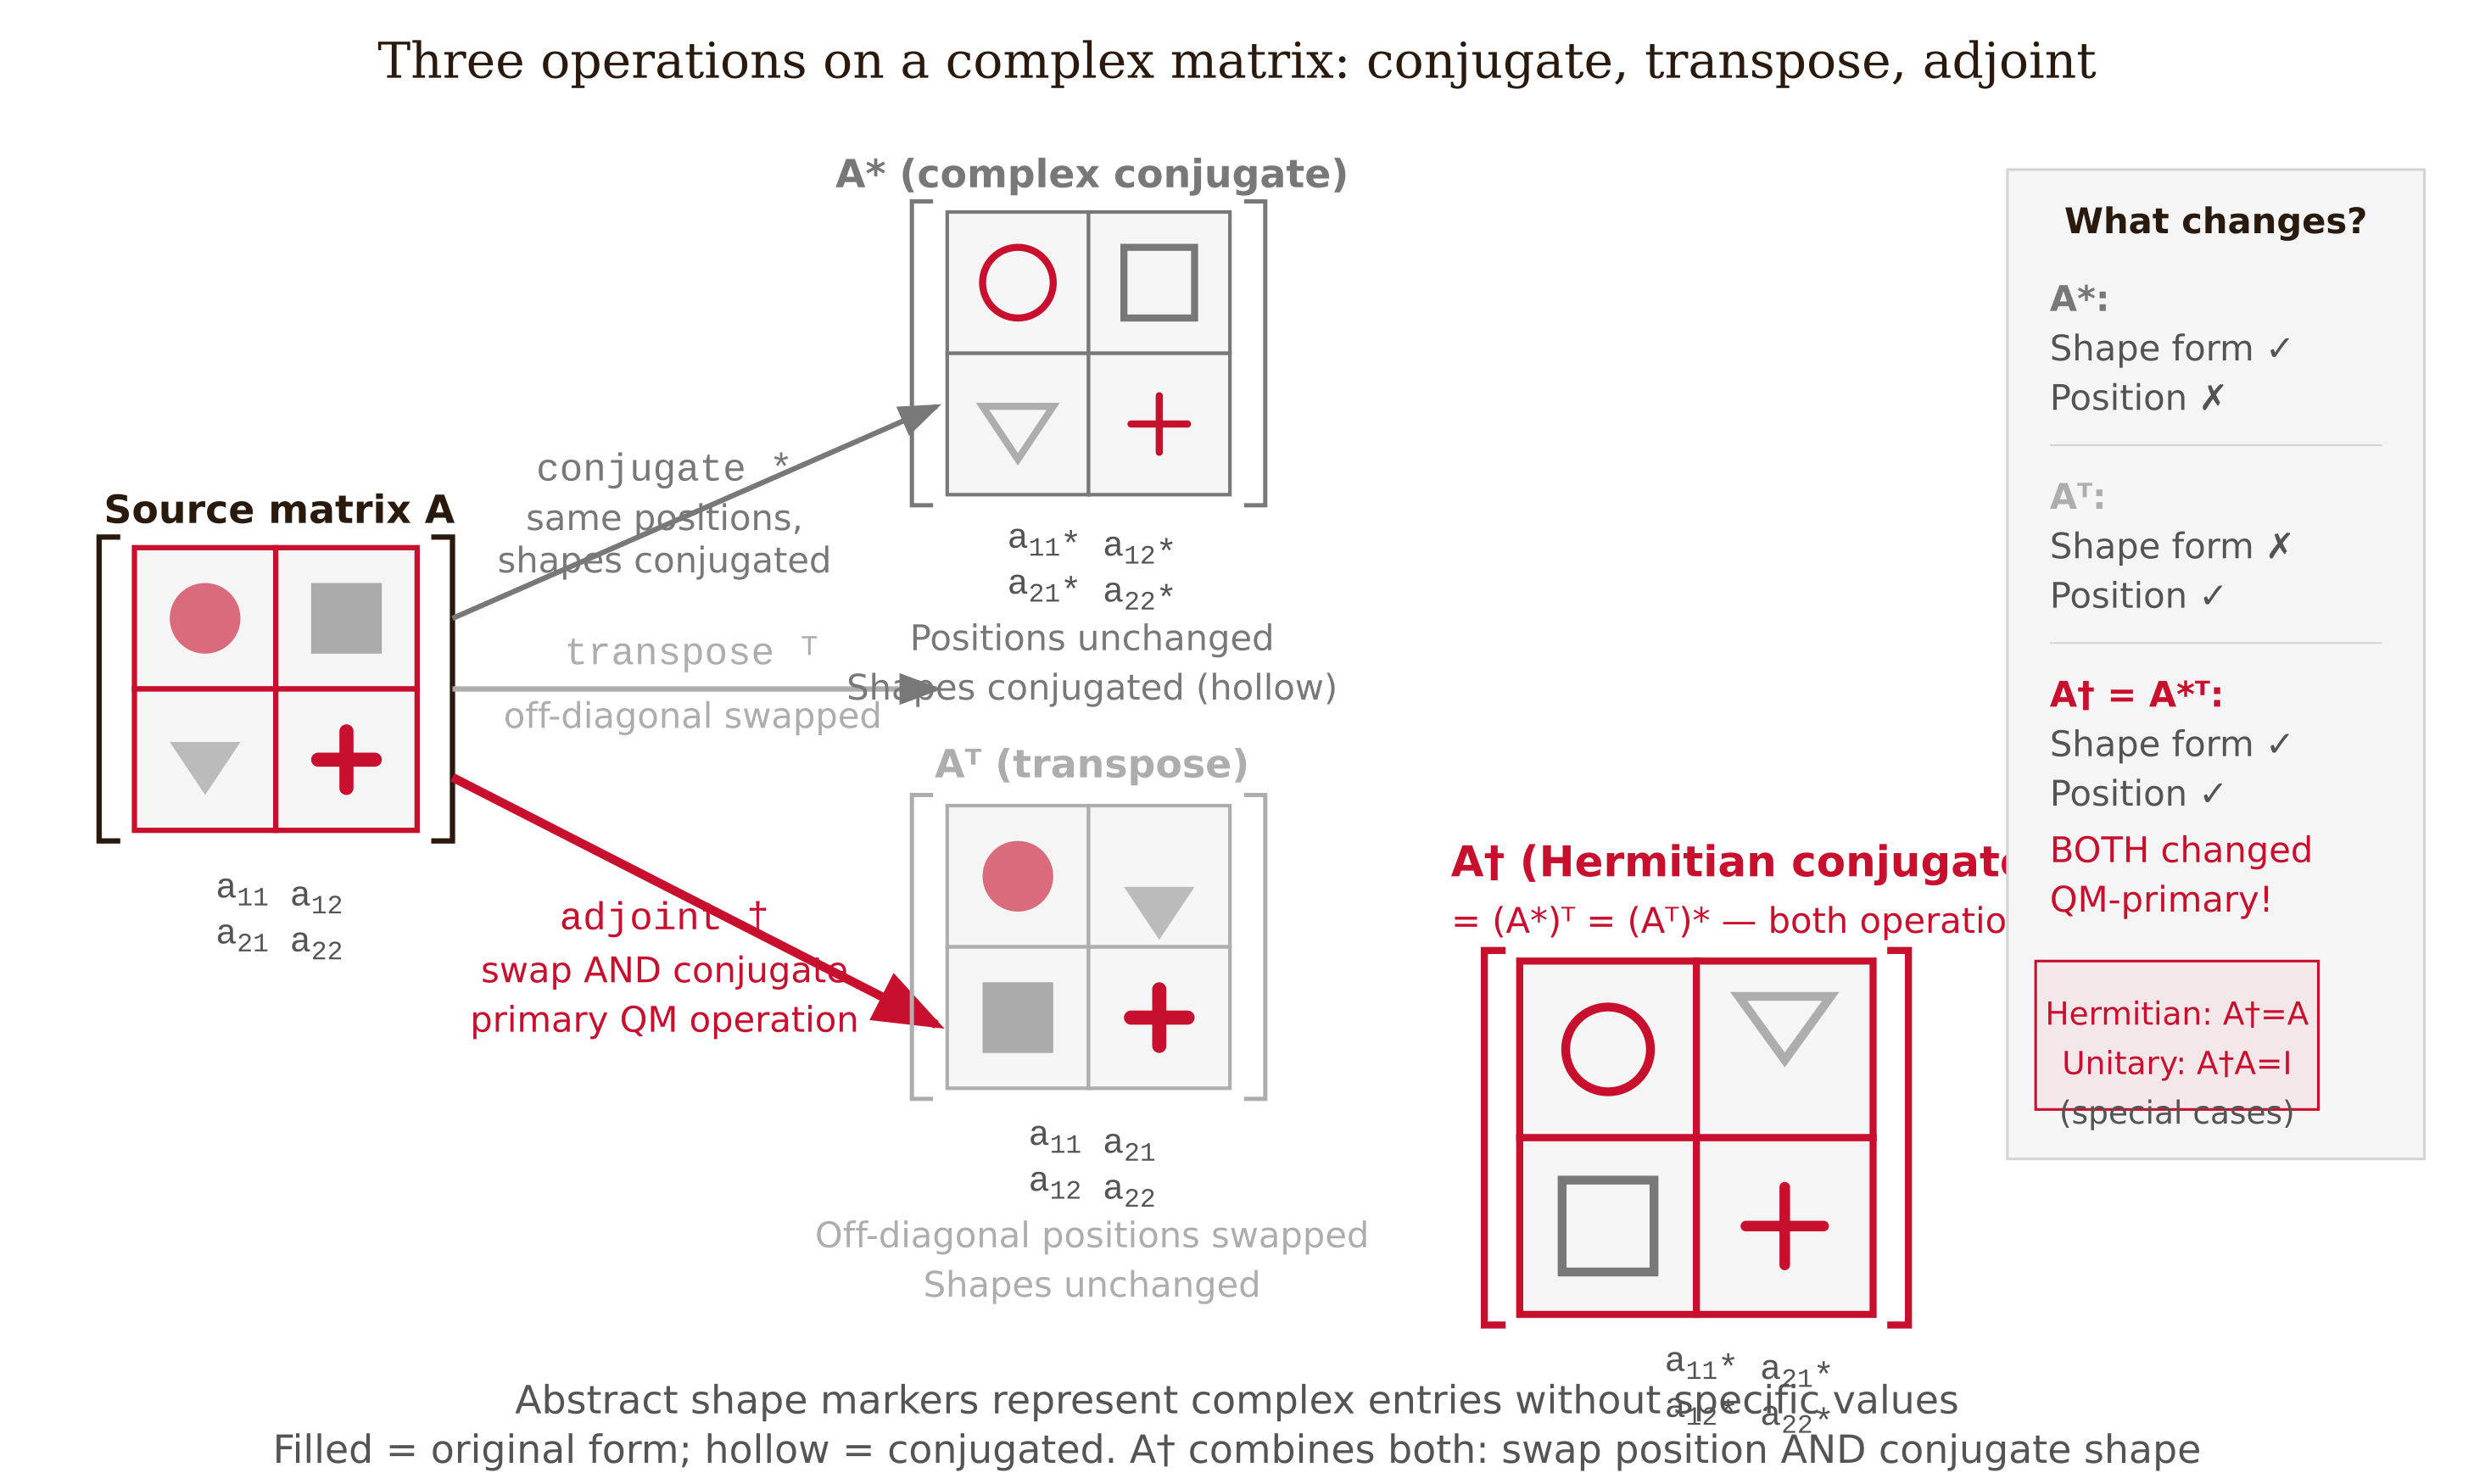 Three operations on a complex matrix: conjugate, transpose, adjoint
A* (complex conjugate)
conjugate *
same positions,
shapes conjugated
Source matrix A
a₁₁ a₁₂
a₂₁ a₂₂
a₁₁* a₁₂*
a₂₁* a₂₂*
Positions unchanged
Shapes conjugated (hollow)
transpose ᵀ
off-diagonal swapped
Aᵀ (transpose)
adjoint †
swap AND conjugate
primary QM operation
a₁₁ a₂₁
a₁₂ a₂₂
Off-diagonal positions swapped
Shapes unchanged
A† (Hermitian conjugate
= (A*)ᵀ = (Aᵀ)* — both operatio
a₁₁* a₂₁*
a₁₂* a₂₂*
What changes?
A*:
Shape form ✓
Position ✗
Aᵀ:
Shape form ✗
Position ✓
A† = A*ᵀ:
Shape form ✓
Position ✓
BOTH changed
QM-primary!
Hermitian: A†=A
Unitary: A†A=I
(special cases)
Abstract shape markers represent complex entries without specific values
Filled = original form; hollow = conjugated. A† combines both: swap position AND conjugate shape